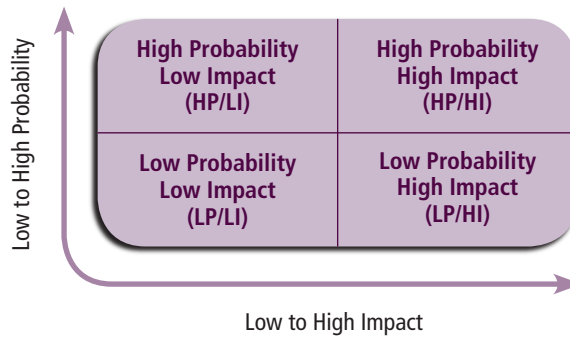 Low to High Probability
High Probability
Low Impact
(HP/LI)
High Probability
High Impact
(HP/HI)
Low Probability
Low Impact
(LP/LI)
Low Probability
High Impact
(LP/HI)
Low to High Impact